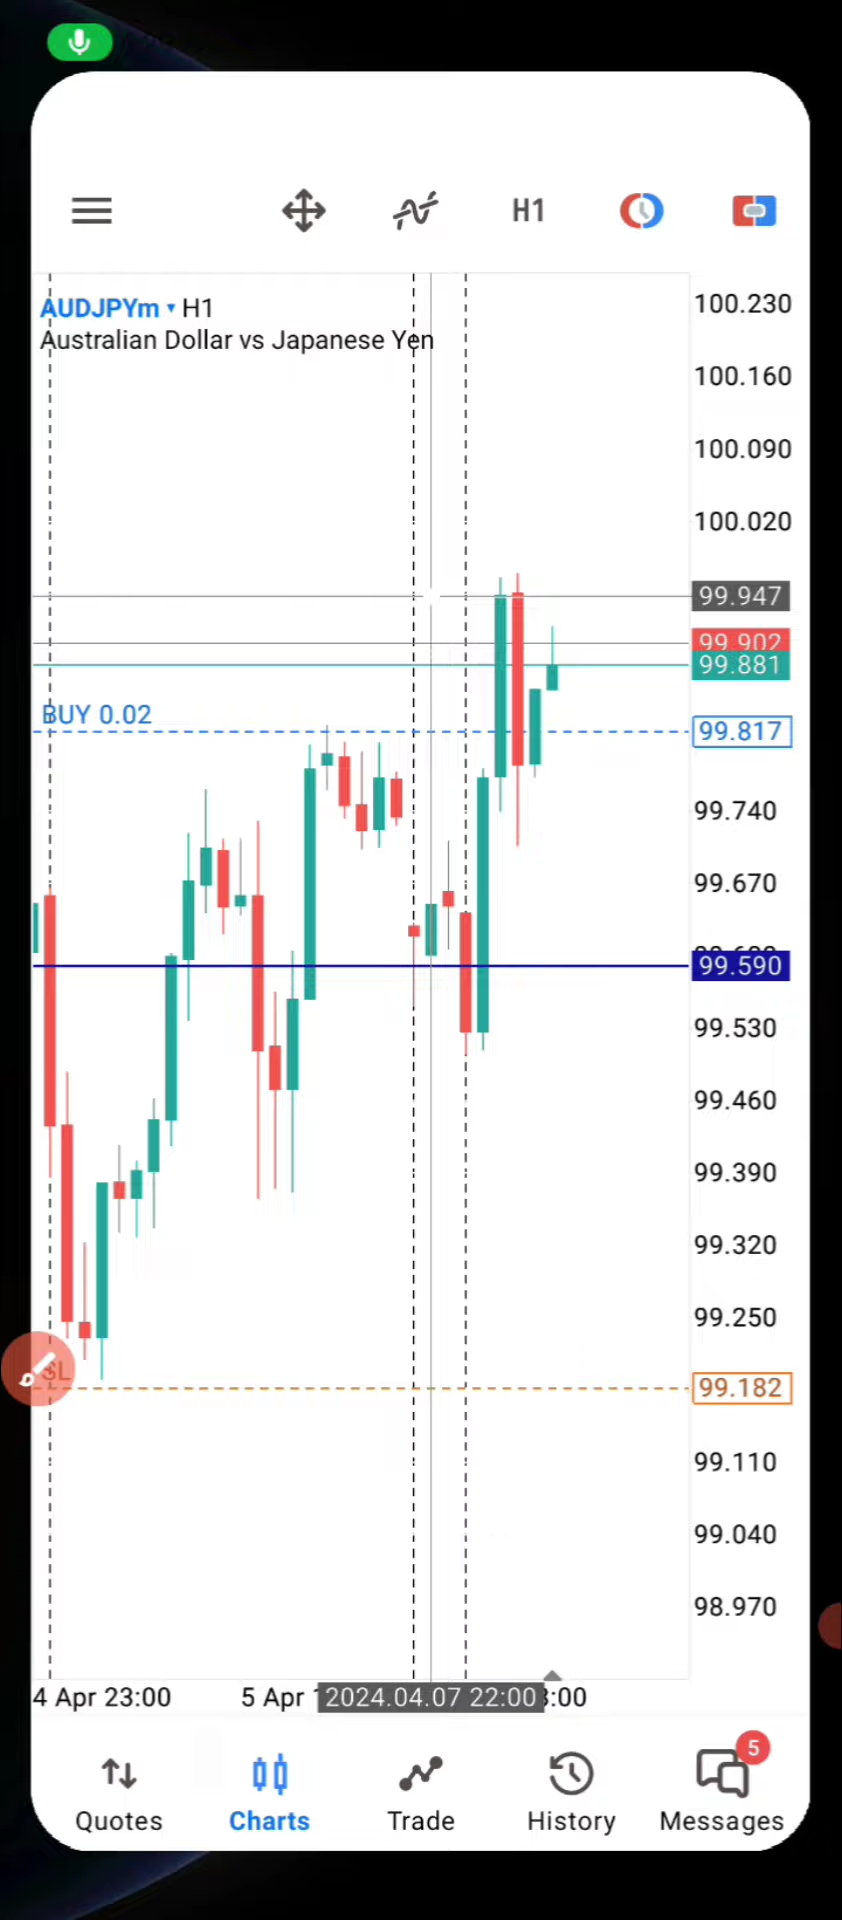 H1
AUDJPYm ▾ H1
Australian Dollar vs Japanese Yen
100.230
100.160
100.090
100.020
99.947
99.902
99.881
BUY 0.02
99.817
99.740
99.670
99.590
99.530
99.460
99.390
99.320
99.250
SL
99.182
99.110
99.040
98.970
4 Apr 23:00
5 Apr
2024.04.07 22:00
:00
5
Quotes
Charts
Trade
History
Messages